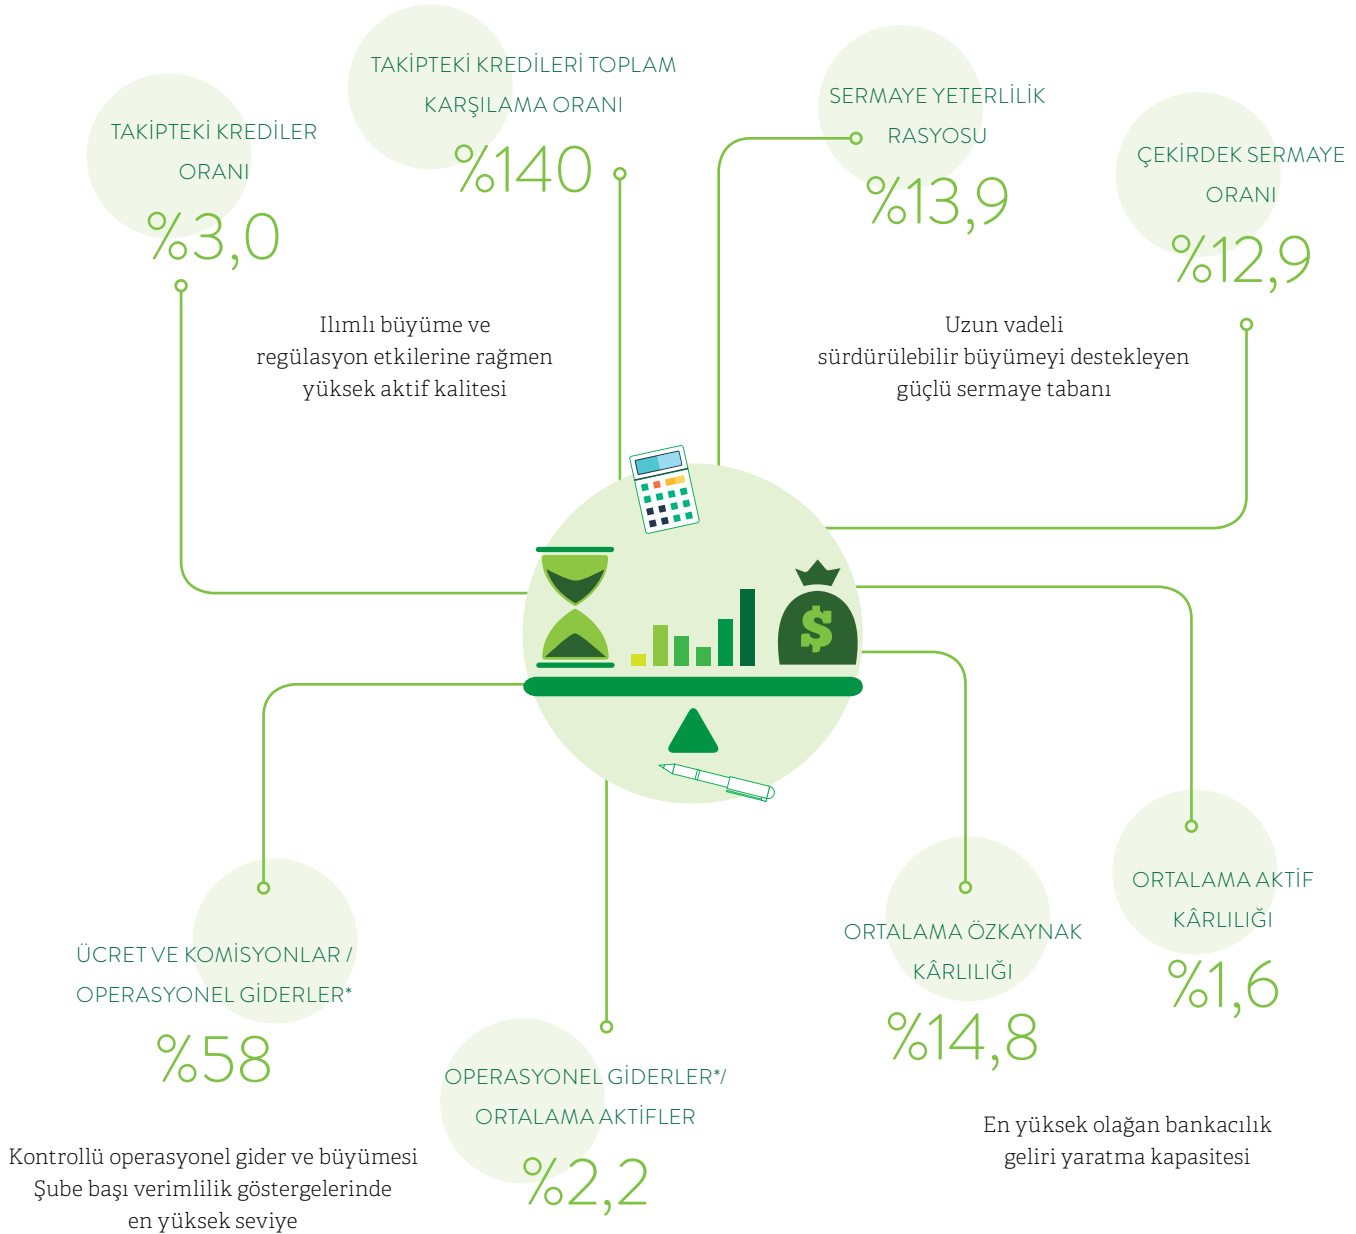 TAKİPTEKİ KREDİLER
ORANI
%3,0
TAKİPTEKİ KREDİLERİ TOPLAM
KARŞILAMA ORANI
%140
Ilımlı büyüme ve
regülasyon etkilerine rağmen
yüksek aktif kalitesi
SERMAYE YETERLİLİK
RASYOSU
%13,9
ÇEKİRDEK SERMAYE
ORANI
%12,9
Uzun vadeli
sürdürülebilir büyümeyi destekleyen
güçlü sermaye tabanı
$
ÜCRET VE KOMİSYONLAR /
OPERASYONEL GİDERLER*
%58
Kontrollü operasyonel gider ve büyümesi
Şube başı verimlilik göstergelerinde
en yüksek seviye
OPERASYONEL GİDERLER*/
ORTALAMA AKTİFLER
%2,2
ORTALAMA ÖZKAYNAK
KÂRLILIĞI
%14,8
ORTALAMA AKTİF
KÂRLILIĞI
%1,6
En yüksek olağan bankacılık
geliri yaratma kapasitesi